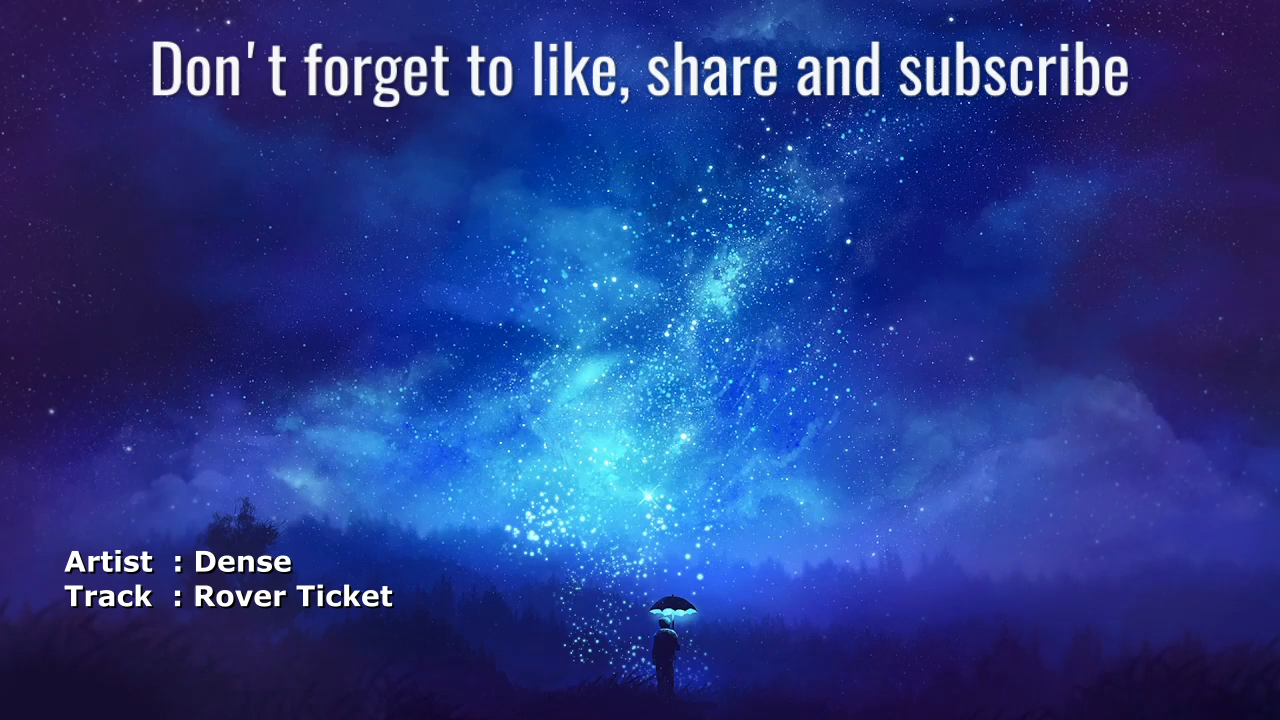 Don't forget to like, share and subscribe
Artist : Dense
Track : Rover Ticket